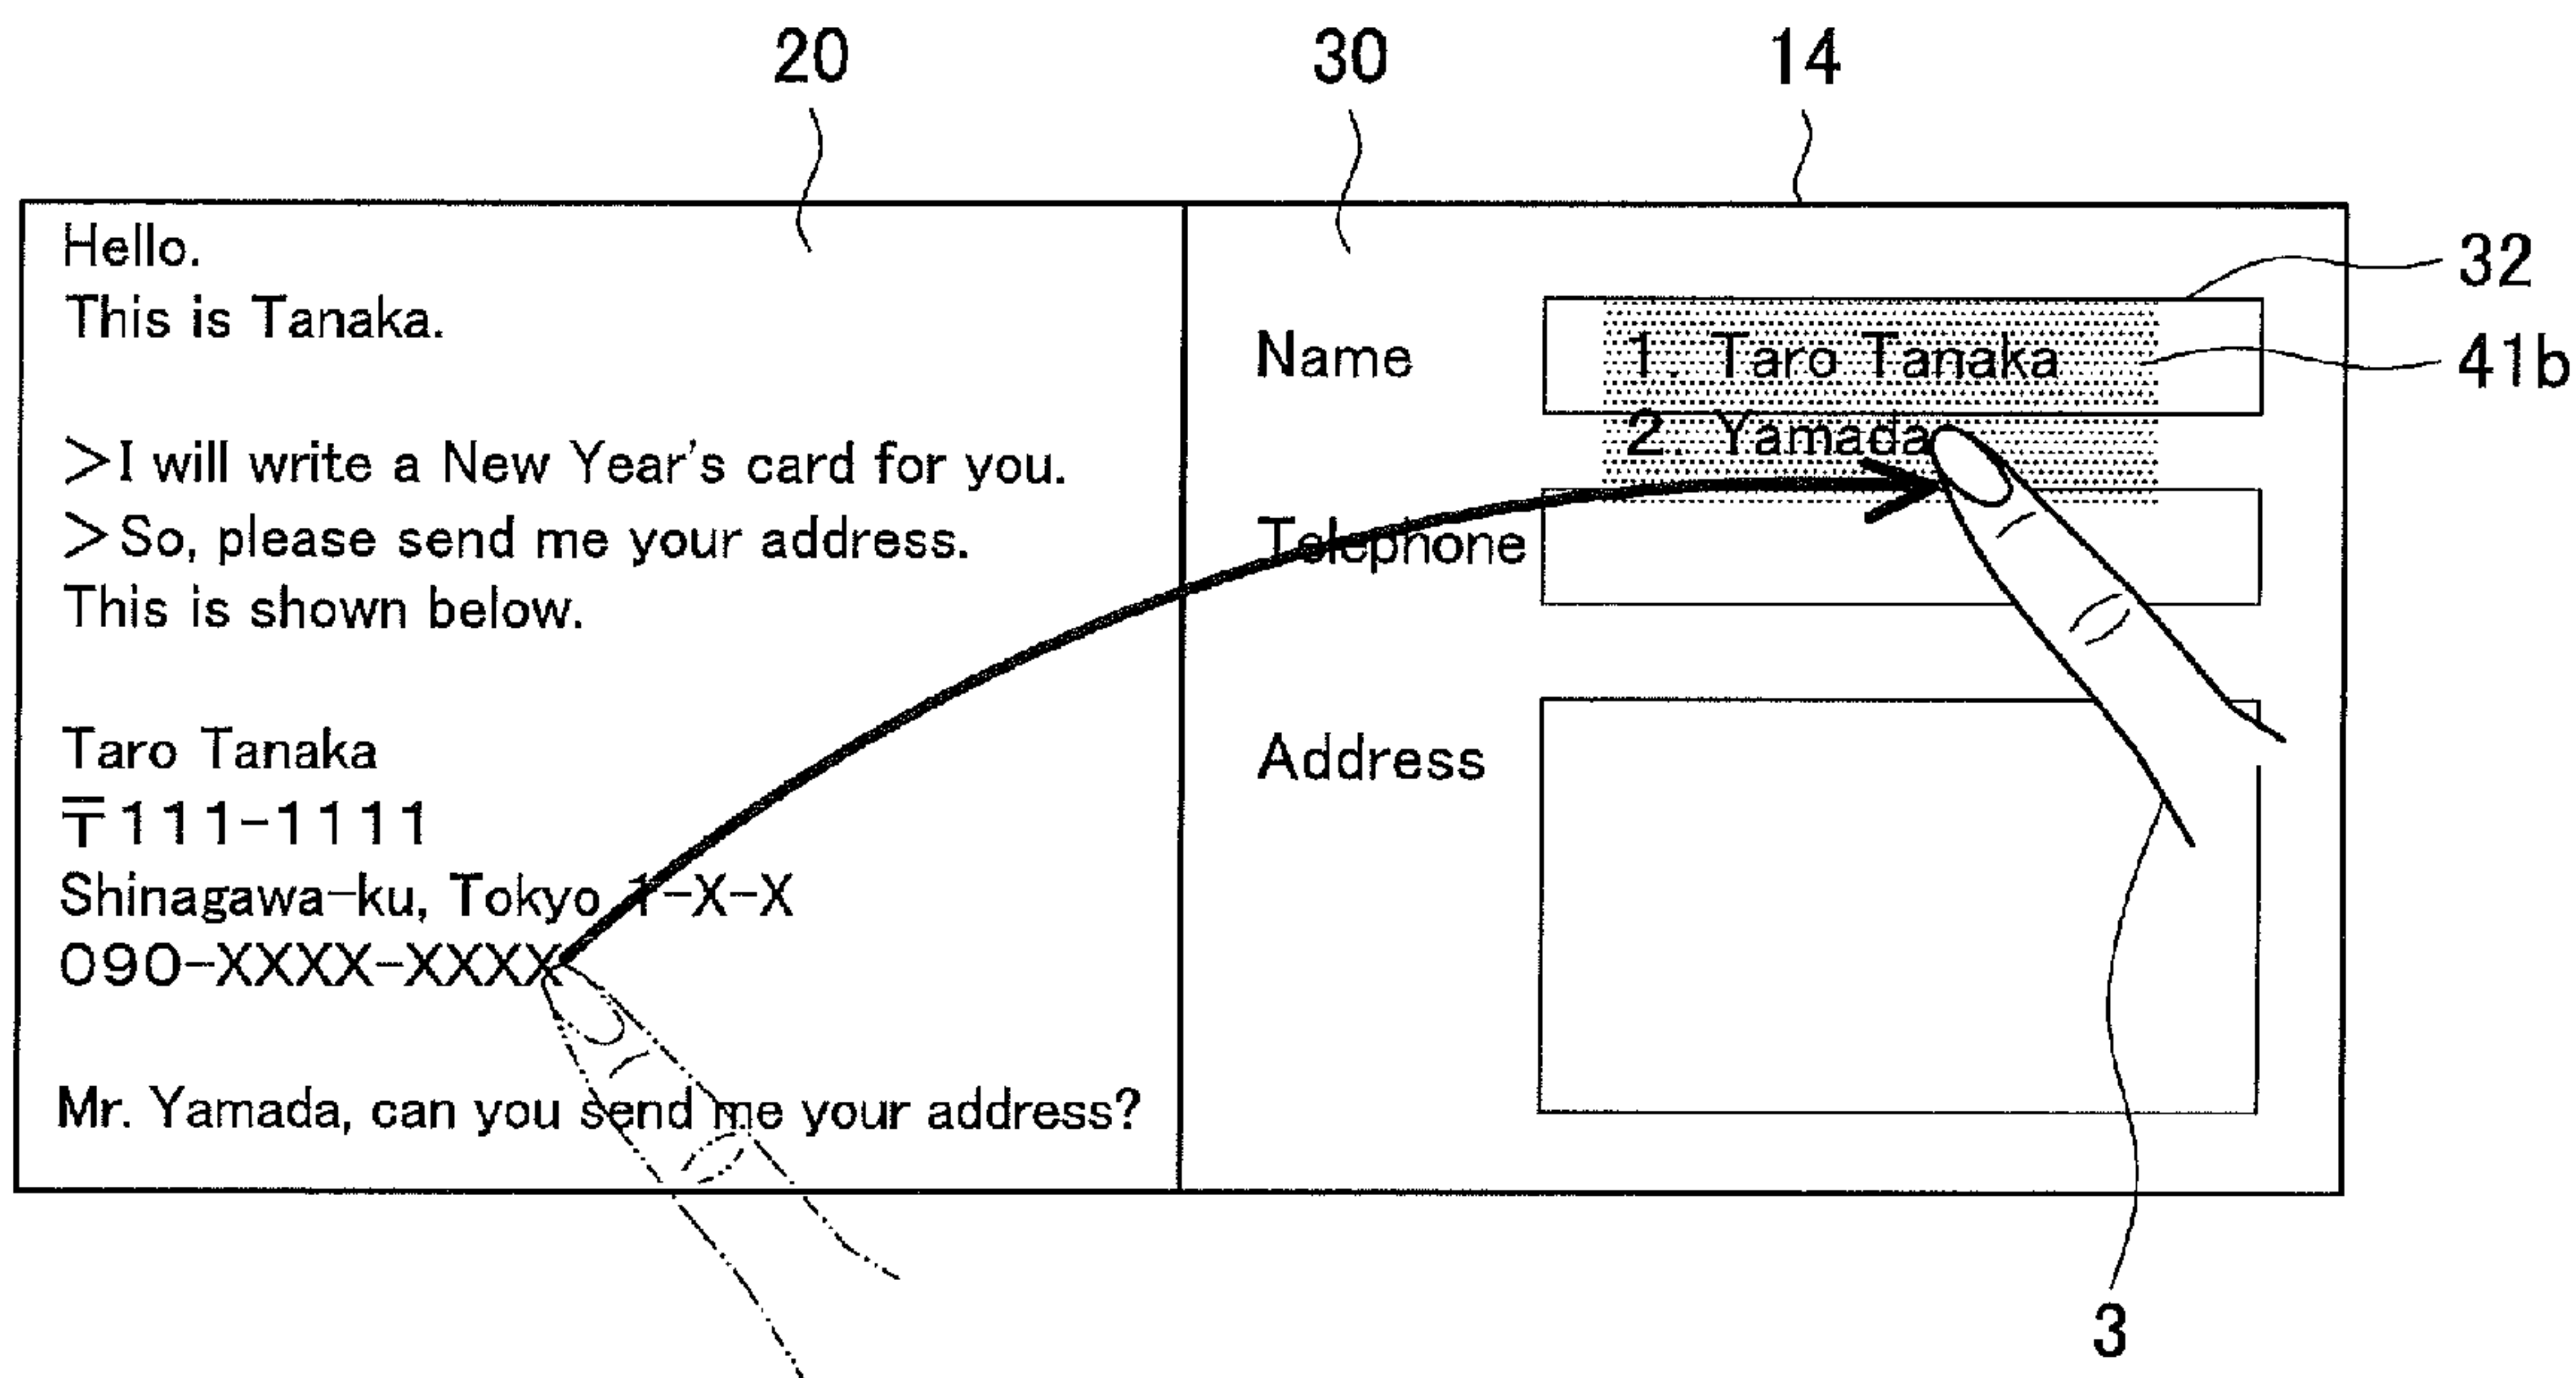 20 30 14
Hello.
This is Tanaka.
>I will write a New Year's card for you.
>So, please send me your address.
This is shown below.
Taro Tanaka
〒111-1111
Shinagawa-ku, Tokyo 1-X-X
090-XXXX-XXXX
Mr. Yamada, can you send me your address?
Name
1. Taro Tanaka
2. Yamada
Telephone
Address
32
41b
3